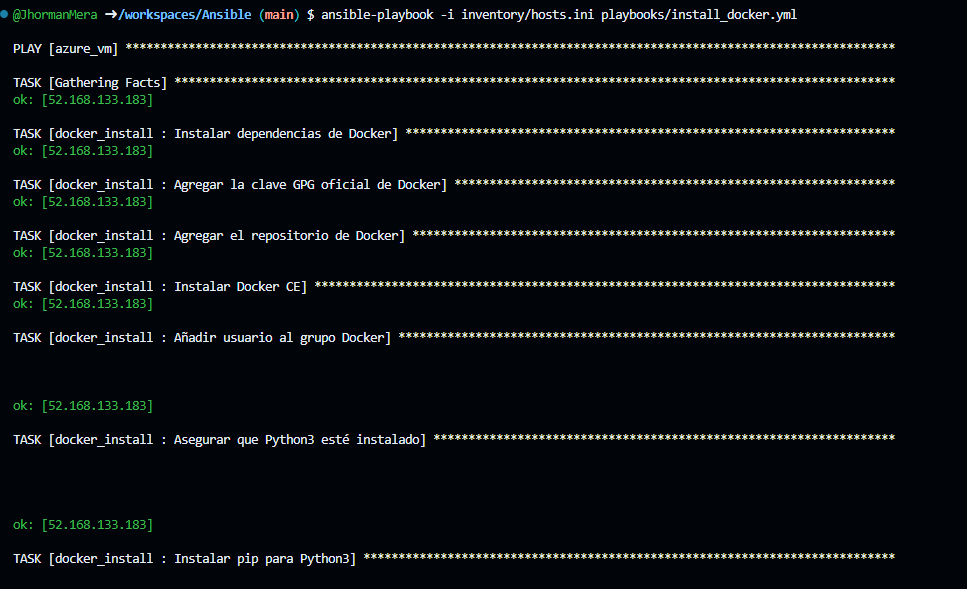 @JhormanMera ➜/workspaces/Ansible (main) $ ansible-playbook -i inventory/hosts.ini playbooks/install_docker.yml
PLAY [azure_vm] **************************************************************************************************************
TASK [Gathering Facts] *******************************************************************************************************
ok: [52.168.133.183]
TASK [docker_install : Instalar dependencias de Docker] **********************************************************************
ok: [52.168.133.183]
TASK [docker_install : Agregar la clave GPG oficial de Docker] ***************************************************************
ok: [52.168.133.183]
TASK [docker_install : Agregar el repositorio de Docker] *********************************************************************
ok: [52.168.133.183]
TASK [docker_install : Instalar Docker CE] ***********************************************************************************
ok: [52.168.133.183]
TASK [docker_install : Añadir usuario al grupo Docker] ***********************************************************************
ok: [52.168.133.183]
TASK [docker_install : Asegurar que Python3 esté instalado] ******************************************************************
ok: [52.168.133.183]
TASK [docker_install : Instalar pip para Python3] ****************************************************************************